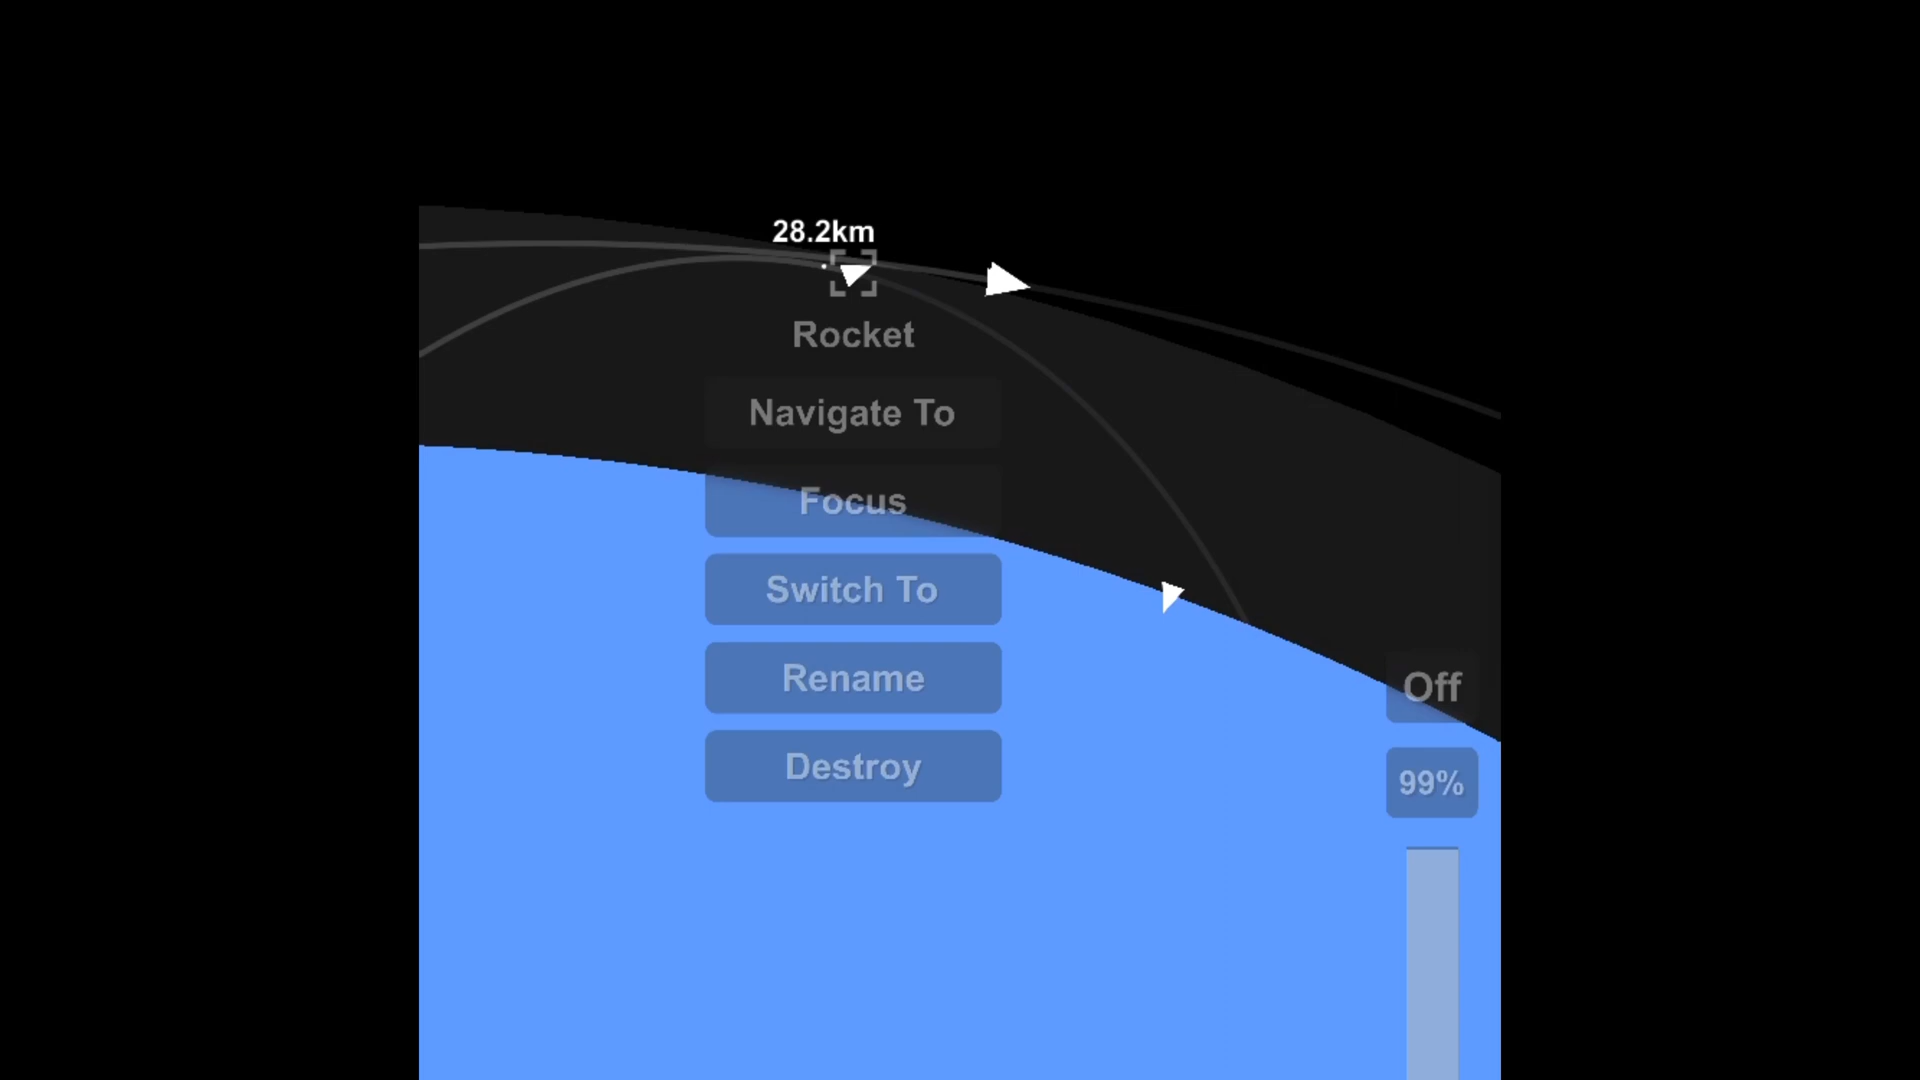 28.2km
Rocket
Navigate To
Focus
Switch To
Rename
Destroy
Off
99%